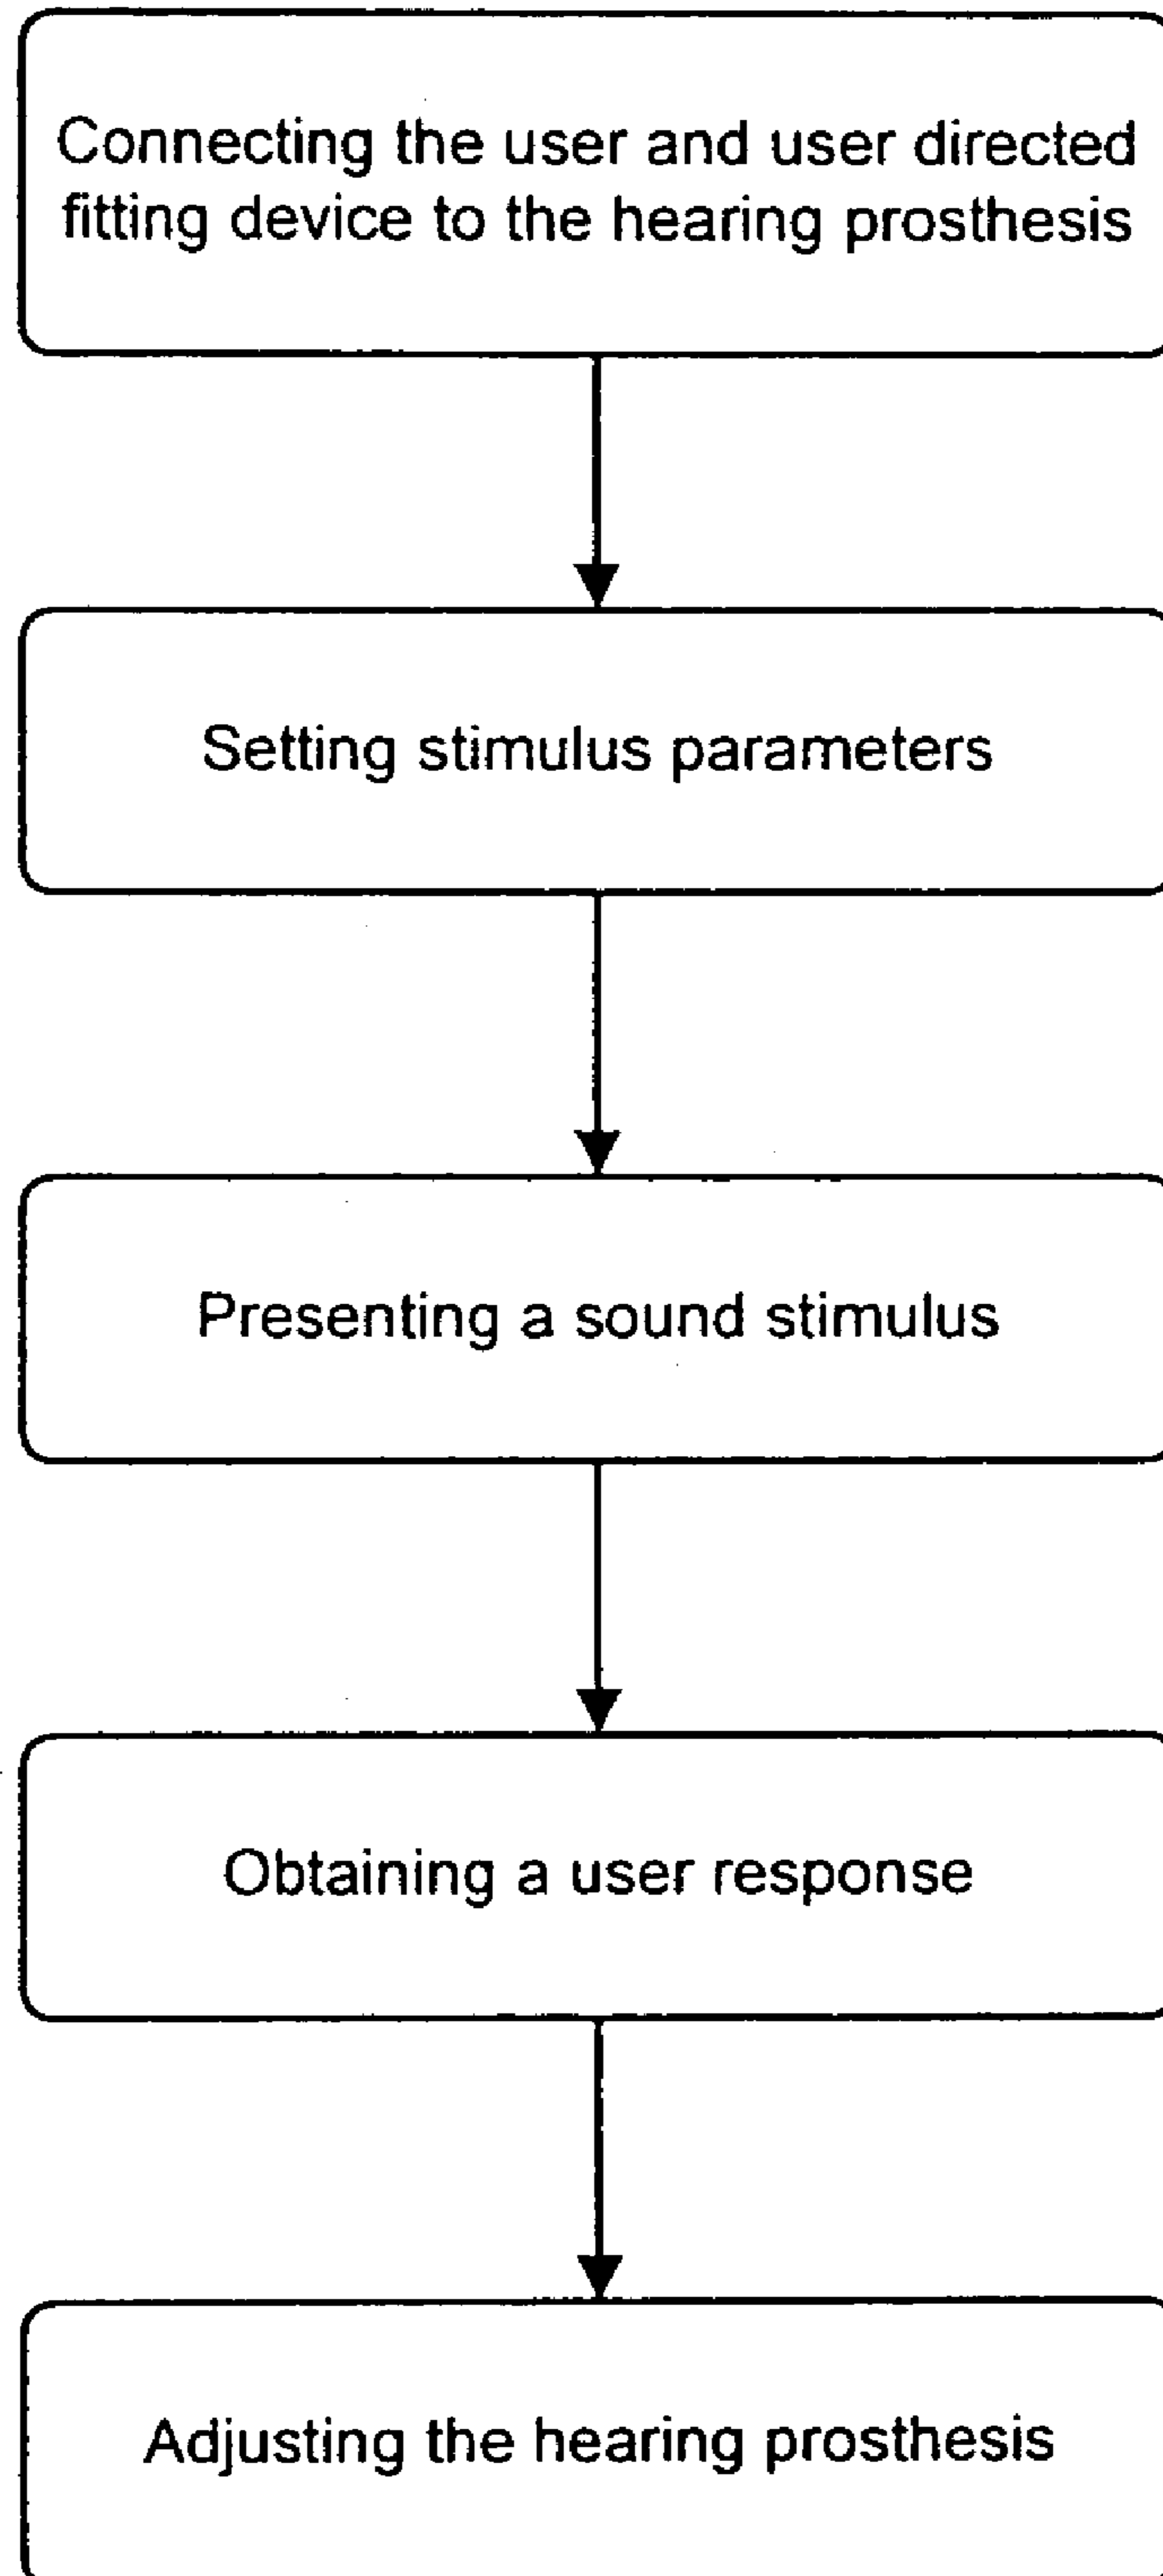 Connecting the user and user directed
fitting device to the hearing prosthesis
Setting stimulus parameters
Presenting a sound stimulus
Obtaining a user response
Adjusting the hearing prosthesis